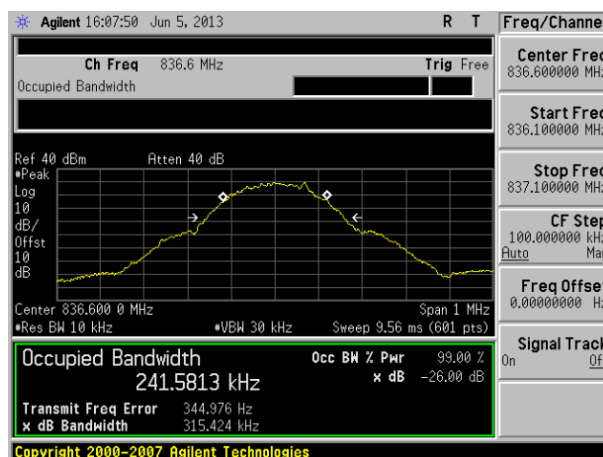 Agilent 16:07:50 Jun 5, 2013 R T
Freq/Channe
Ch Freq 836.6 MHz Trig Free
Occupied Bandwidth
Center Freq
836.600000 MHz
Start Freq
836.100000 MHz
Stop Freq
837.100000 MHz
CF Step
100.000000 kHz
Auto Ma
Freq Offset
0.00000000 Hz
Signal Track
On Of
Ref 40 dBm Atten 40 dB
#Peak
Log
10
dB/
Offst
10
dB
Center 836.600 0 MHz Span 1 MHz
#Res BW 10 kHz #VBW 30 kHz Sweep 9.56 ms (601 pts)
Occupied Bandwidth Occ BW % Pwr 99.00 %
241.5813 kHz x dB -26.00 dB
Transmit Freq Error 344.976 Hz
x dB Bandwidth 315.424 kHz
Copyright 2000-2007 Agilent Technologies